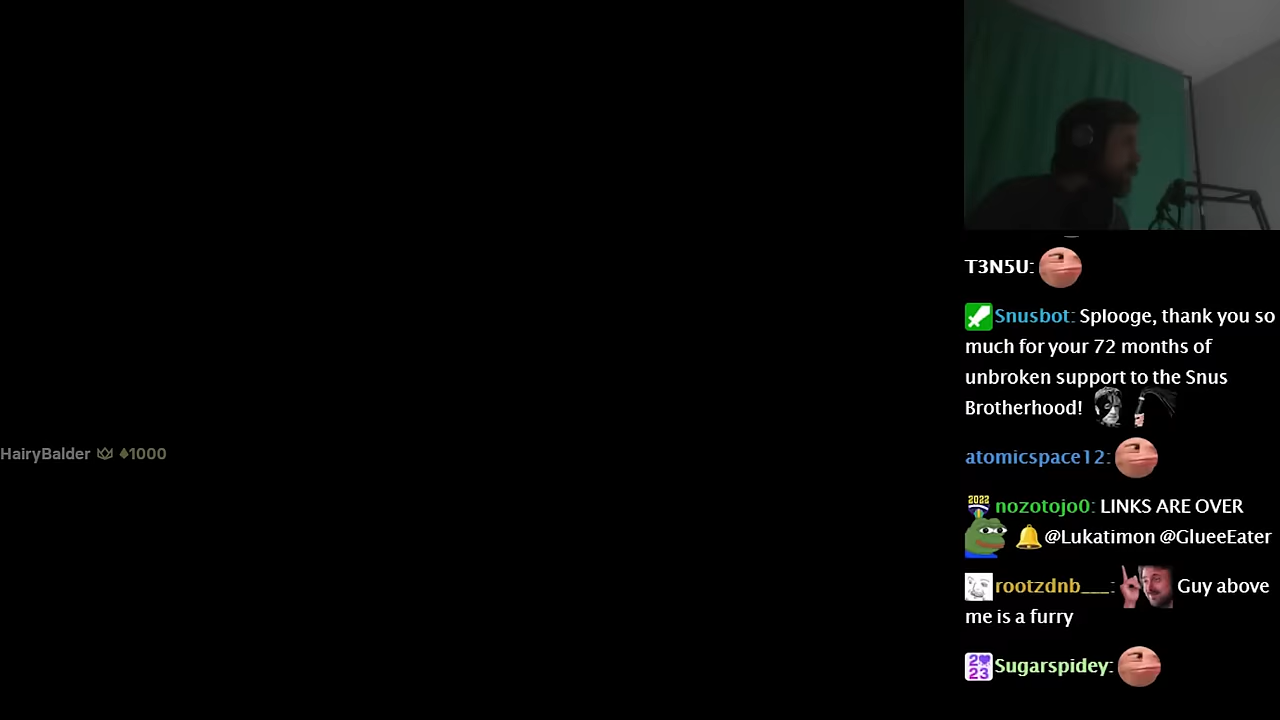 T3N5U:
Snusbot: Splooge, thank you so
much for your 72 months of
unbroken support to the Snus
Brotherhood!
HairyBalder 1000
atomicspace12:
2022 nozotojo0: LINKS ARE OVER
@Lukatimon @GlueeEater
rootzdnb___: Guy above
me is a furry
2023 Sugarspidey: